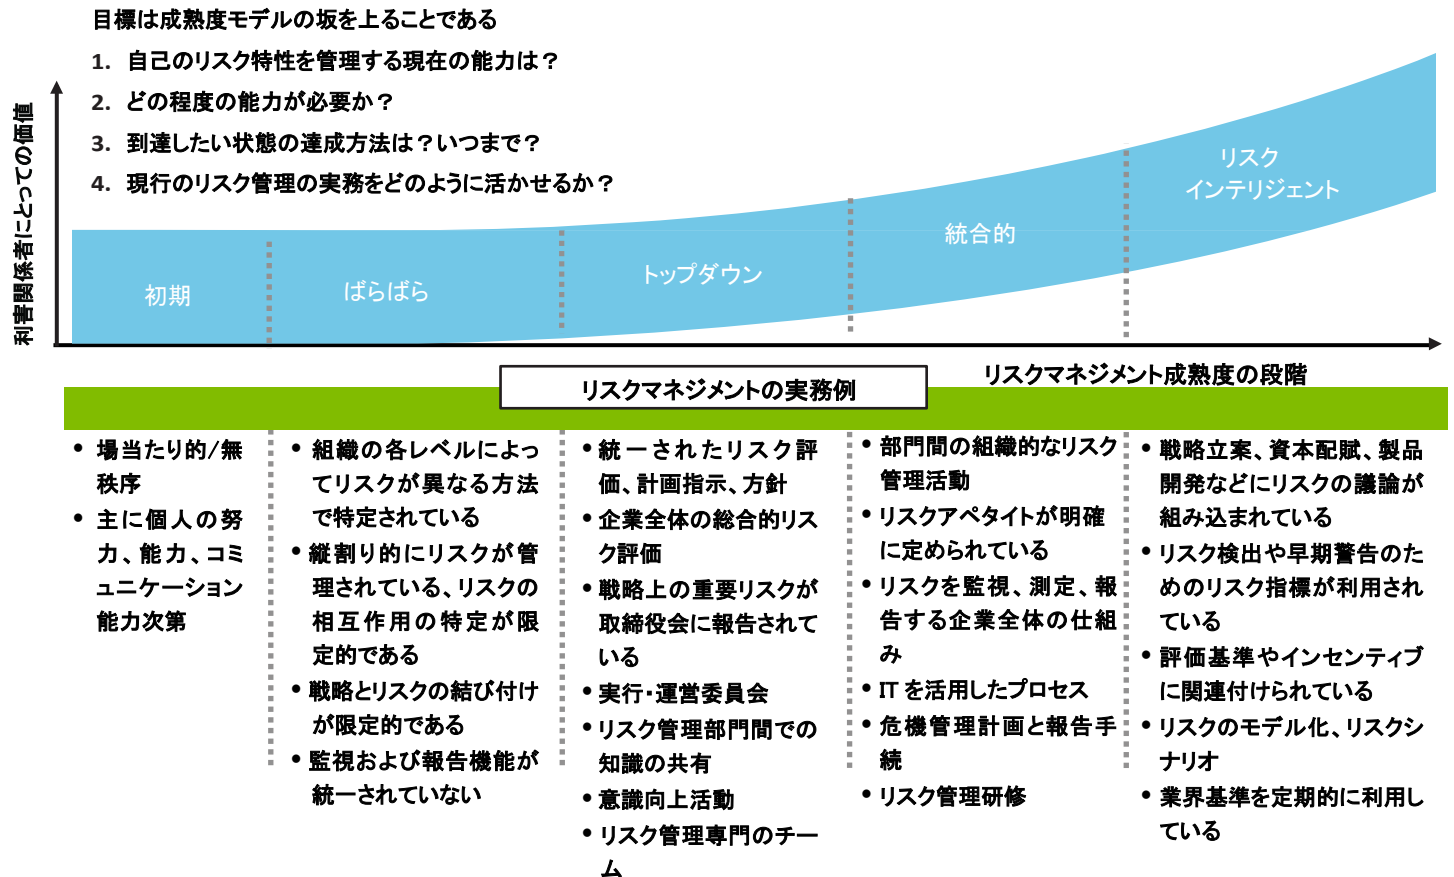 目標は成熟度モデルの坂を上ることである
1. 自己のリスク特性を管理する現在の能力は？
2. どの程度の能力が必要か？
3. 到達したい状態の達成方法は？いつまで？
4. 現行のリスク管理の実務をどのように活かせるか？
利害関係者にとっての価値
初期
ばらばら
トップダウン
統合的
リスク
インテリジェント
リスクマネジメント成熟度の段階
リスクマネジメントの実務例
• 場当たり的/無
秩序
• 主に個人の努
力、能力、コミ
ュニケーション
能力次第
• 組織の各レベルによっ
てリスクが異なる方法
で特定されている
• 縦割り的にリスクが管
理されている、リスクの
相互作用の特定が限
定的である
• 戦略とリスクの結び付け
が限定的である
• 監視および報告機能が
統一されていない
• 統一されたリスク評
価、計画指示、方針
• 企業全体の総合的リス
ク評価
• 戦略上の重要リスクが
取締役会に報告されて
いる
• 実行・運営委員会
• リスク管理部門間での
知識の共有
• 意識向上活動
• リスク管理専門のチー
ム
• 部門間の組織的なリスク
管理活動
• リスクアペタイトが明確
に定められている
• リスクを監視、測定、報
告する企業全体の仕組
み
• IT を活用したプロセス
• 危機管理計画と報告手
続
• リスク管理研修
• 戦略立案、資本配賦、製品
開発などにリスクの議論が
組み込まれている
• リスク検出や早期警告のた
めのリスク指標が利用され
ている
• 評価基準やインセンティブ
に関連付けられている
• リスクのモデル化、リスクシ
ナリオ
• 業界基準を定期的に利用し
ている